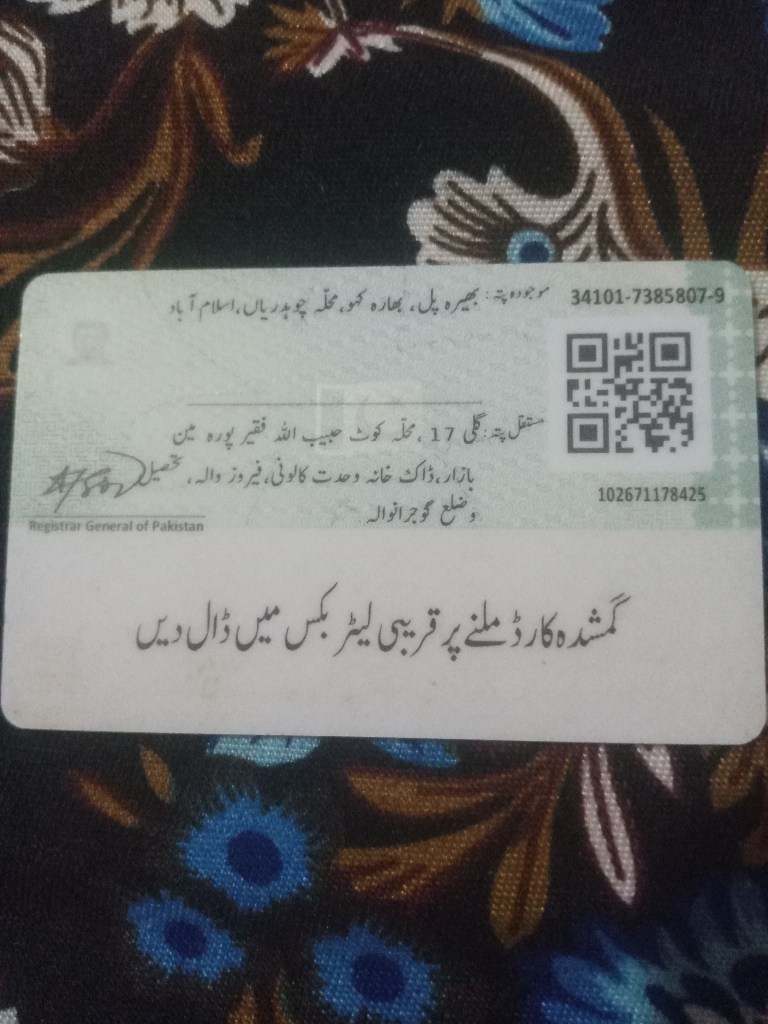 34101-7385807-9
موجودہ پتہ: بھیرہ پل، بھارہ کہو، محلّہ چوہدریاں، اسلام آباد
مستقل پتہ: گلی 17، محلّہ کوٹ حبیب اللہ فقیر پورہ مین
بازار، ڈاک خانہ وحدت کالونی، فیروز والہ، تحصیل
و ضلع گوجرانوالہ
102671178425
Registrar General of Pakistan
گمشدہ کارڈ ملنے پر قریبی لیٹر بکس میں ڈال دیں